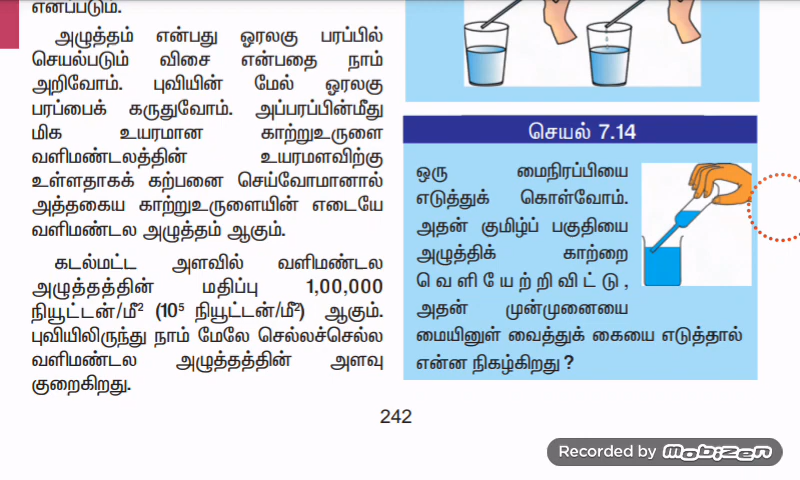 எனப்படும்.
அழுத்தம் என்பது ஓரலகு பரப்பில்
செயல்படும் விசை என்பதை நாம்
அறிவோம். புவியின் மேல் ஓரலகு
பரப்பைக் கருதுவோம். அப்பரப்பின்மீது
மிக உயரமான காற்றுஉருளை
வளிமண்டலத்தின் உயரமளவிற்கு
உள்ளதாகக் கற்பனை செய்வோமானால்
அத்தகைய காற்றுஉருளையின் எடையே
வளிமண்டல அழுத்தம் ஆகும்.
கடல்மட்ட அளவில் வளிமண்டல
அழுத்தத்தின் மதிப்பு 1,00,000
நியூட்டன்/மீ² (10⁵ நியூட்டன்/மீ²) ஆகும்.
புவியிலிருந்து நாம் மேலே செல்லச்செல்ல
வளிமண்டல அழுத்தத்தின் அளவு
குறைகிறது.
செயல் 7.14
ஒரு மைநிரப்பியை
எடுத்துக் கொள்வோம்.
அதன் குமிழ்ப் பகுதியை
அழுத்திக் காற்றை
வெளியேற்றிவிட்டு,
அதன் முன்முனையை
மையினுள் வைத்துக் கையை எடுத்தால்
என்ன நிகழ்கிறது ?
242
Recorded by mobizen